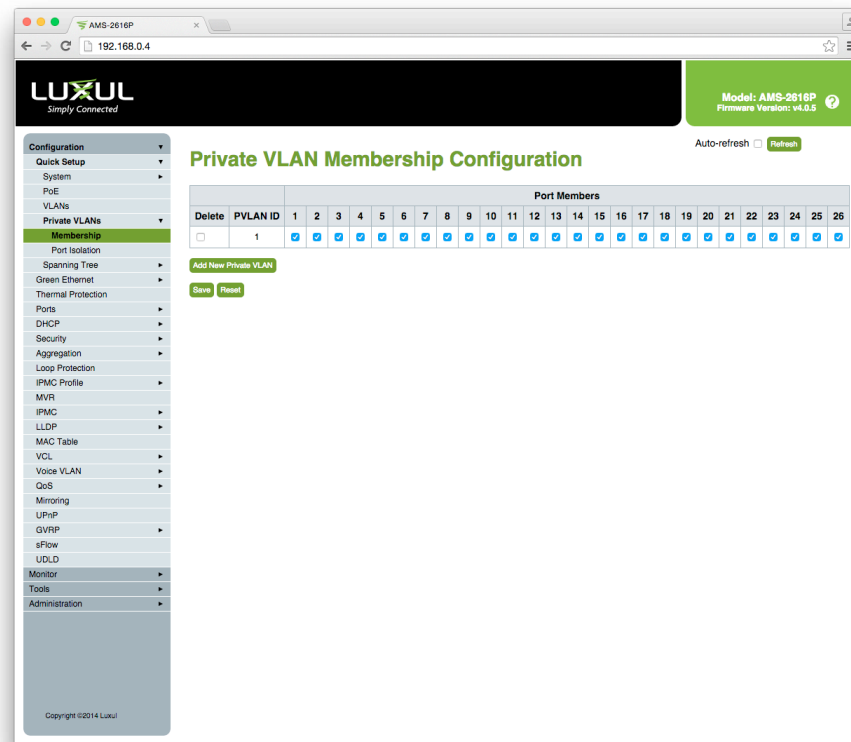 AMS-2616P
192.168.0.4
LUXUL
Simply Connected
Model: AMS-2616P
Firmware Version: v4.0.5
?
Configuration
Quick Setup
System
PoE
VLANs
Private VLANs
Membership
Port Isolation
Spanning Tree
Green Ethernet
Thermal Protection
Ports
DHCP
Security
Aggregation
Loop Protection
IPMC Profile
MVR
IPMC
LLDP
MAC Table
VCL
Voice VLAN
QoS
Mirroring
UPnP
GVRP
sFlow
UDLD
Monitor
Tools
Administration
Copyright ©2014 Luxul
Auto-refresh Refresh
Private VLAN Membership Configuration
Port Members
Delete PVLAN ID 1 2 3 4 5 6 7 8 9 10 11 12 13 14 15 16 17 18 19 20 21 22 23 24 25 26
1
Add New Private VLAN
Save Reset